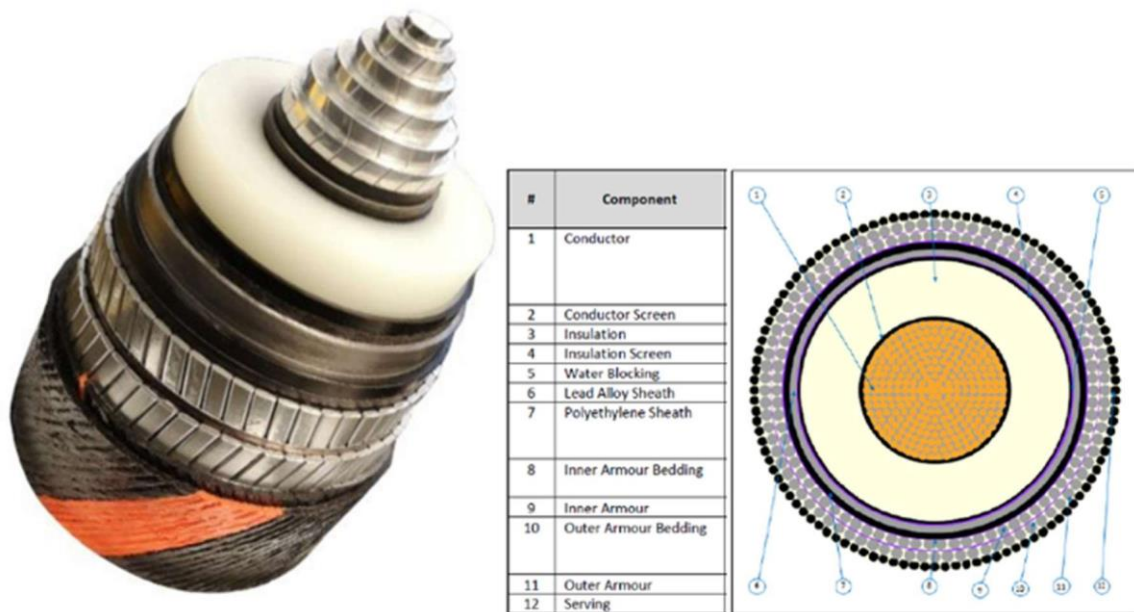 # Component
1 Conductor
2 Conductor Screen
3 Insulation
4 Insulation Screen
5 Water Blocking
6 Lead Alloy Sheath
7 Polyethylene Sheath
8 Inner Armour Bedding
9 Inner Armour
10 Outer Armour Bedding
11 Outer Armour
12 Serving
1 2 3 4 5
6 7 8 9 10 11 12